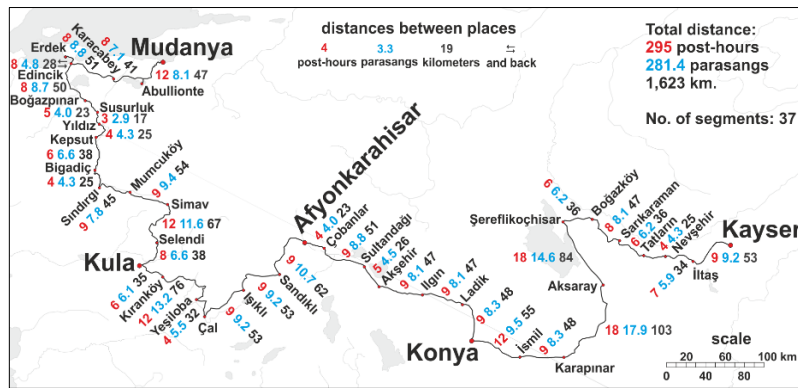 distances between places
4 3.3 19
post-hours parasangs kilometers and back
Total distance:
295 post-hours
281.4 parasangs
1,623 km.
No. of segments: 37
Mudanya
12 8.1 47
Abullionte
8 7.1 41
Karacabey
8 8.8 51
Erdek
8 4.8 28
Edincik
8 8.7 50
Boğazpınar
5 4.0 23
Susurluk
3 2.9 17
Yıldız
4 4.3 25
Kepsut
6 6.6 38
Bigadiç
4 4.3 25
Sındırgı
9 7.8 45
Mumcuköy
9 9.4 54
Simav
12 11.6 67
Selendi
8 6.6 38
Kula
6 6.1 35
Kıranköy
12 13.2 76
Yeşiloba
4 5.5 32
Çal
9 9.2 53
Işıklı
9 9.2 53
Sandıklı
9 10.7 62
Afyonkarahisar
4 4.0 23
Çobanlar
9 8.8 51
Sultandağı
5 4.5 26
Akşehir
9 8.1 47
Ilgın
9 8.1 47
Ladik
9 8.3 48
Konya
12 9.5 55
İsmil
9 8.3 48
Karapınar
18 17.9 103
Aksaray
18 14.6 84
Şereflikoçhisar
6 6.2 36
Boğazköy
8 8.1 47
Sarıkaraman
6 6.2 36
Tatlarin
4 4.3 25
Nevşehir
7 5.9 34
İltaş
9 9.2 53
Kayseri
scale
0 20 40 60 80 100 km